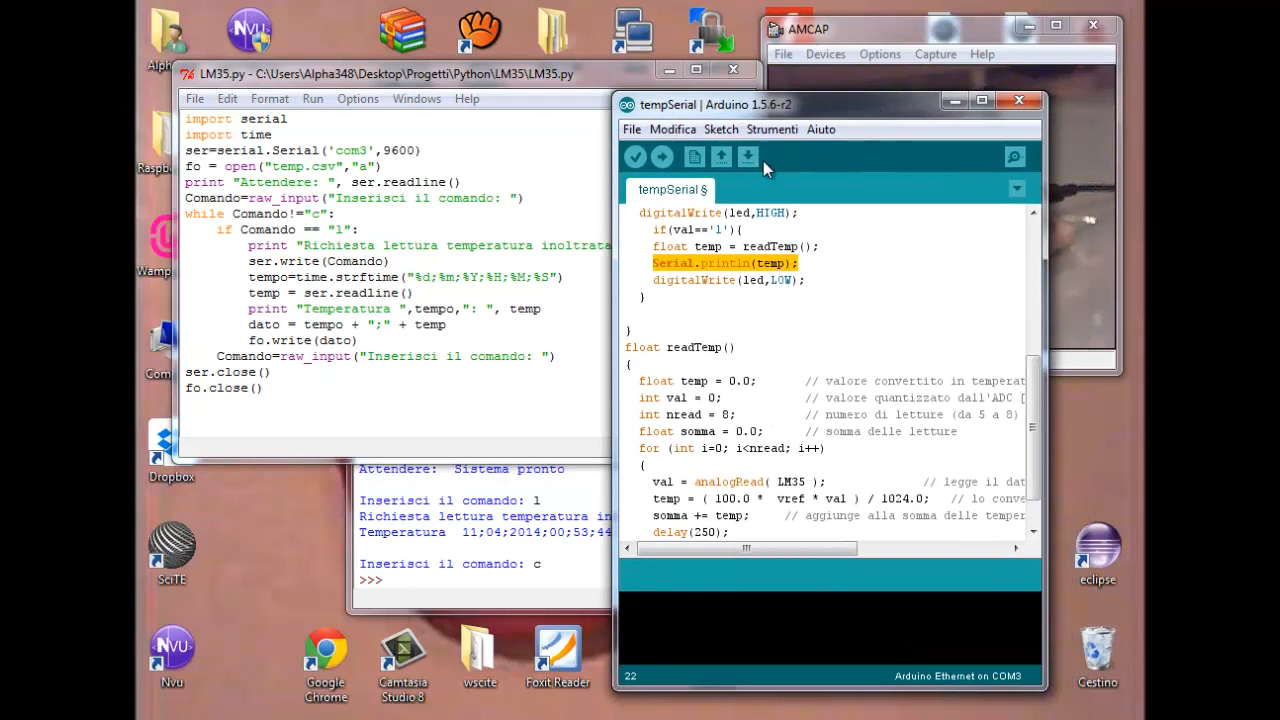 Alph
Raspb
Wamp
Com
Dropbox
SciTE
Nvu
LM35.py - C:\Users\Alpha348\Desktop\Progetti\Python\LM35\LM35.py
File Edit Format Run Options Windows Help
import serial
import time
ser=serial.Serial('com3',9600)
fo = open("temp.csv","a")
print "Attendere: ", ser.readline()
Comando=raw_input("Inserisci il comando: ")
while Comando!="c":
if Comando == "l":
print "Richiesta lettura temperatura inoltrata
ser.write(Comando)
tempo=time.strftime("%d;%m;%Y;%H;%M;%S")
temp = ser.readline()
print "Temperatura ",tempo,": ", temp
dato = tempo + ";" + temp
fo.write(dato)
Comando=raw_input("Inserisci il comando: ")
ser.close()
fo.close()
Attendere: Sistema pronto
Inserisci il comando: l
Richiesta lettura temperatura in
Temperatura 11;04;2014;00;53;44
Inserisci il comando: c
>>>
AMCAP
File Devices Options Capture Help
tempSerial | Arduino 1.5.6-r2
File Modifica Sketch Strumenti Aiuto
tempSerial §
digitalWrite(led,HIGH);
if(val=='l'){
float temp = readTemp();
Serial.println(temp);
digitalWrite(led,LOW);
}
}
float readTemp()
{
float temp = 0.0; // valore convertito in temperat
int val = 0; // valore quantizzato dall'ADC [
int nread = 8; // numero di letture (da 5 a 8)
float somma = 0.0; // somma delle letture
for (int i=0; i<nread; i++)
{
val = analogRead( LM35 ); // legge il dat
temp = ( 100.0 * vref * val ) / 1024.0; // lo conve
somma += temp; // aggiunge alla somma delle temper
delay(250);
22 Arduino Ethernet on COM3
Google Chrome
Camtasia Studio 8
wscite
Foxit Reader
eclipse
Cestino